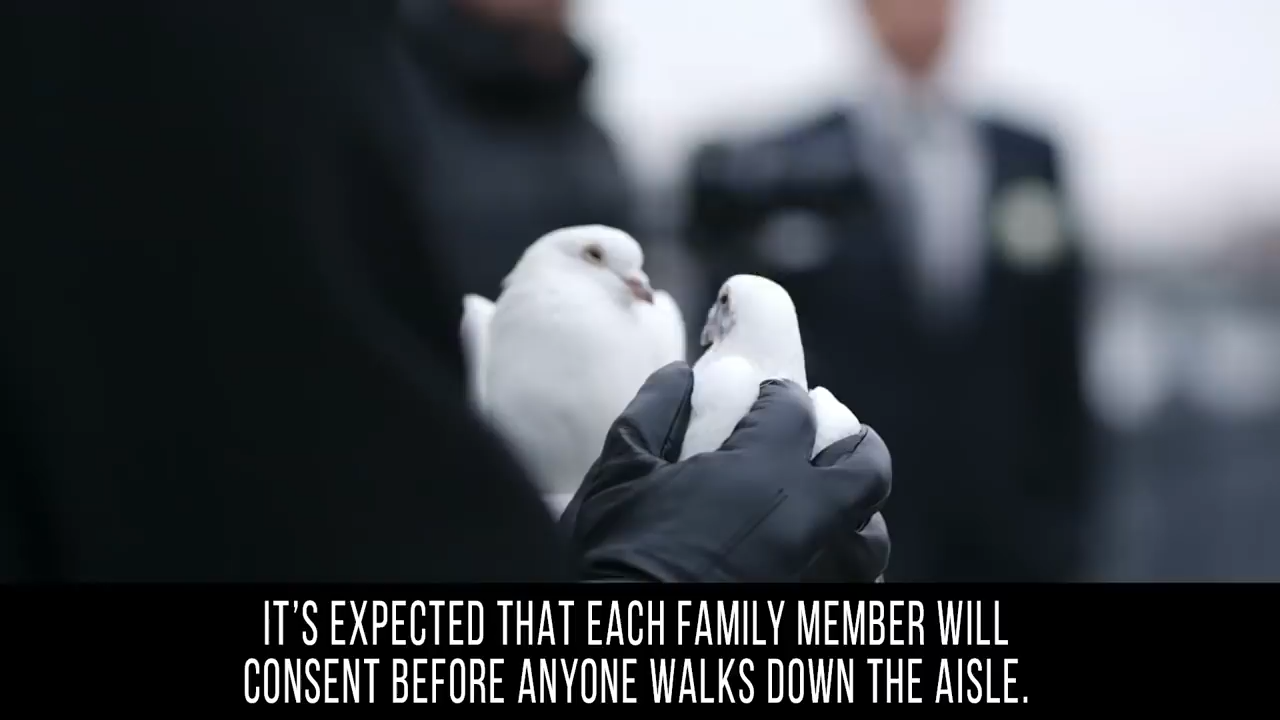 IT’S EXPECTED THAT EACH FAMILY MEMBER WILL
CONSENT BEFORE ANYONE WALKS DOWN THE AISLE.